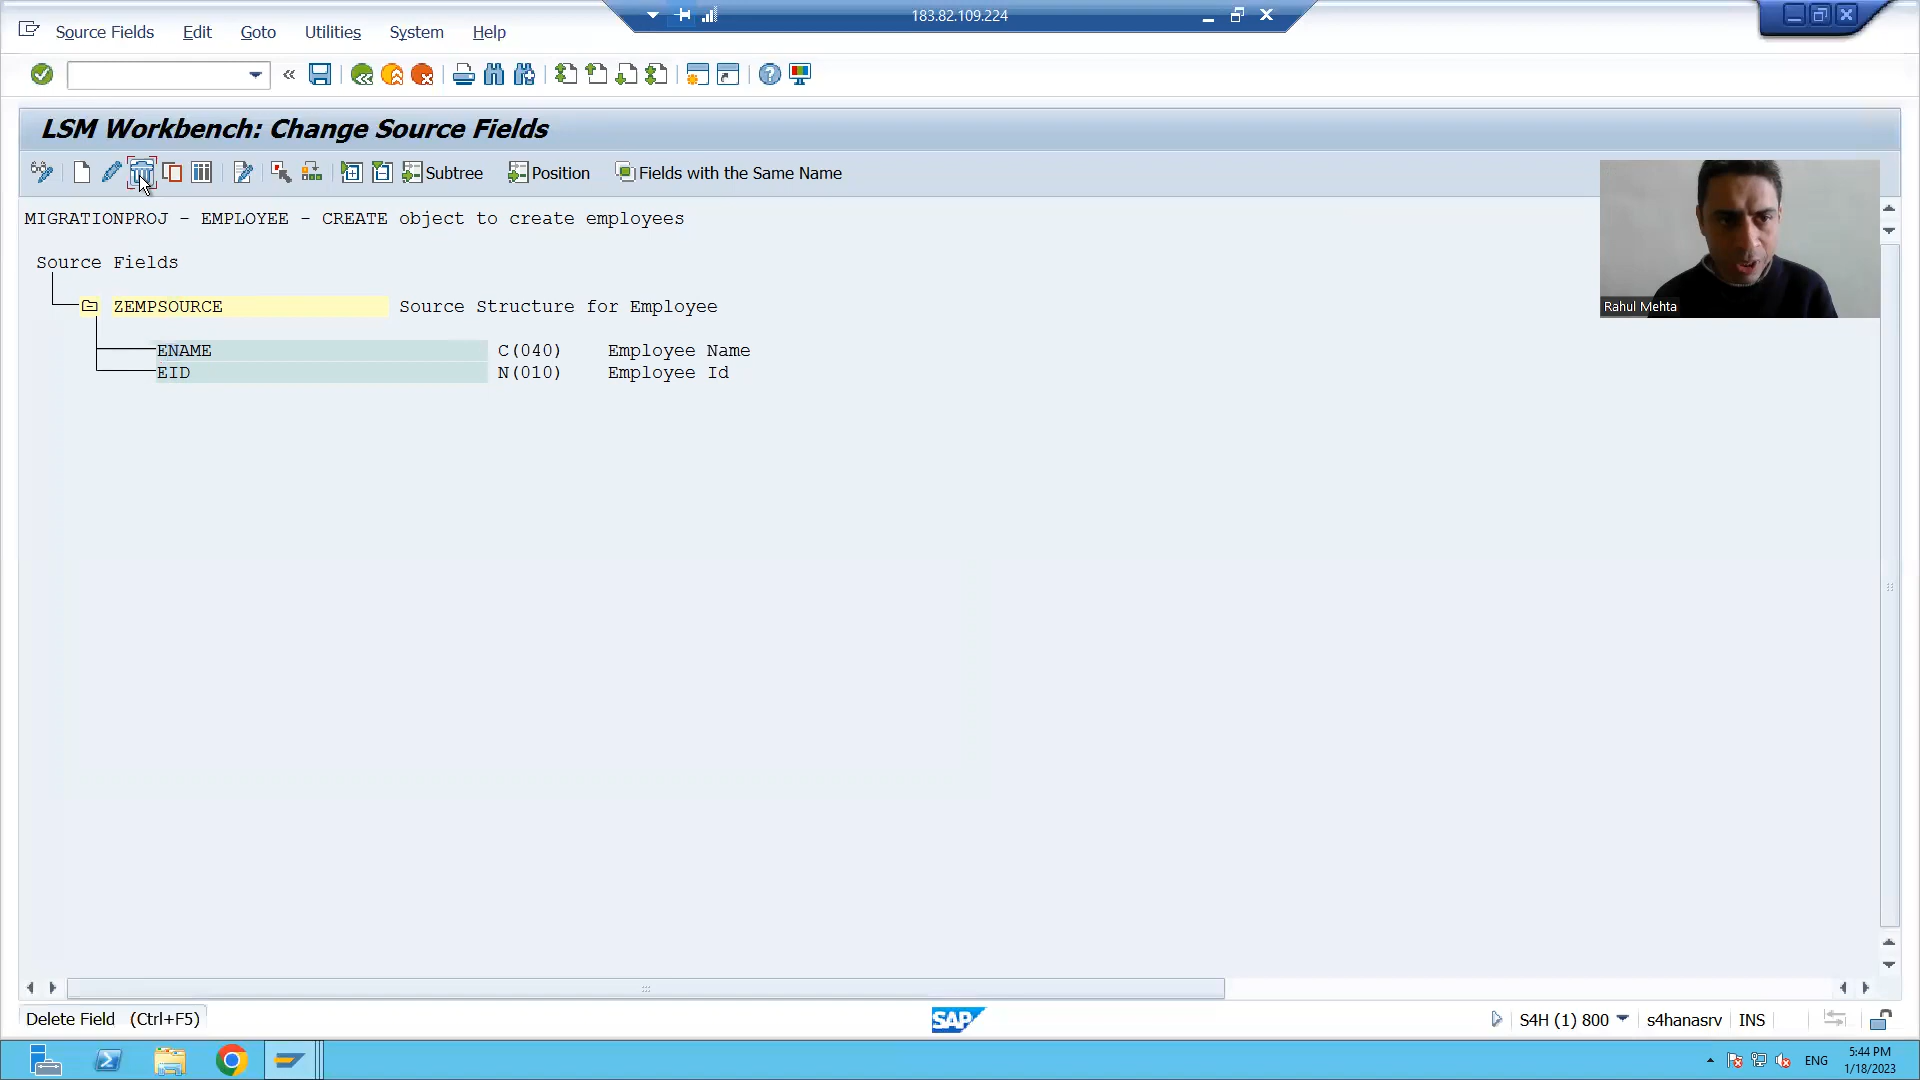 183.82.109.224
Source Fields Edit Goto Utilities System Help
LSM Workbench: Change Source Fields
Subtree Position Fields with the Same Name
MIGRATIONPROJ - EMPLOYEE - CREATE object to create employees
Source Fields
ZEMPSOURCE Source Structure for Employee
ENAME C(040) Employee Name
EID N(010) Employee Id
Rahul Mehta
Delete Field (Ctrl+F5)
SAP
S4H (1) 800 s4hanasrv INS
ENG
5:44 PM
1/18/2023